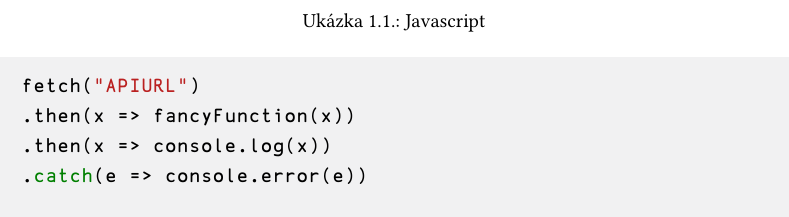 Ukázka 1.1.: Javascript
fetch("APIURL")
.then(x => fancyFunction(x))
.then(x => console.log(x))
.catch(e => console.error(e))